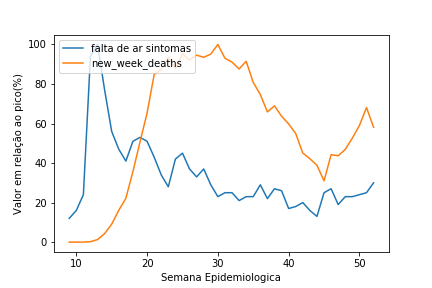 falta de ar sintomas
new_week_deaths
Valor em relação ao pico(%)
100
80
60
40
20
0
10
20
30
40
50
Semana Epidemiologica